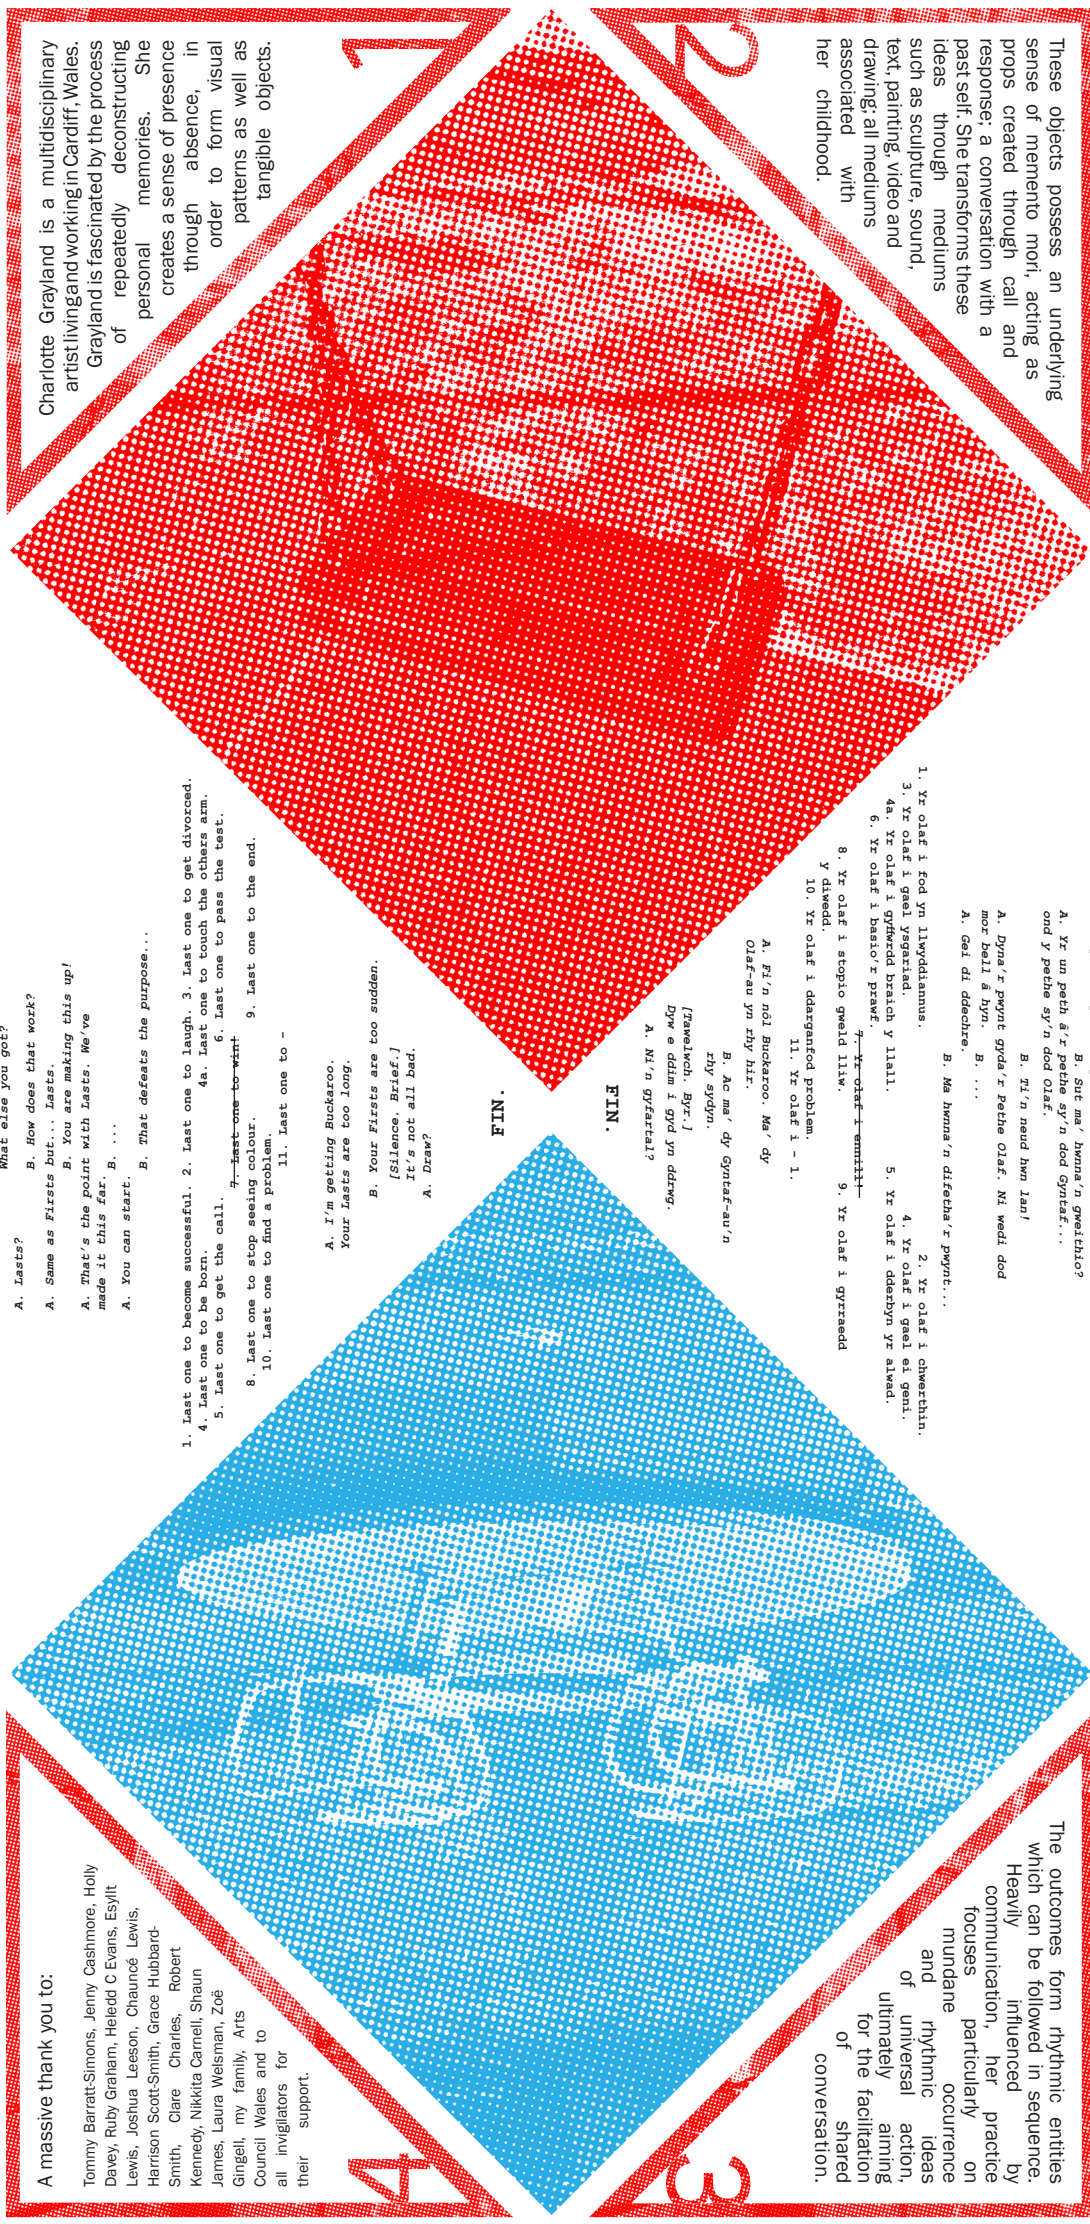 1
Charlotte Grayland is a multidisciplinary
artist living and working in Cardiff, Wales.
Grayland is fascinated by the process
of repeatedly deconstructing
personal memories. She
creates a sense of presence
through absence, in
order to form visual
patterns as well as
tangible objects.
2
These objects possess an underlying
sense of memento mori, acting as
props created through call and
response; a conversation with a
past self. She transforms these
ideas through mediums
such as sculpture, sound,
text, painting, video and
drawing; all mediums
associated with
her childhood.
What else you got?
A. Lasts?
B. How does that work?
A. Same as Firsts but... Lasts.
B. You are making this up!
A. That's the point with Lasts. We've
made it this far.
B. ...
A. You can start.
B. That defeats the purpose...
1. Last one to become successful. 2. Last one to laugh. 3. Last one to get divorced.
4. Last one to be born. 4a. Last one to touch the others arm.
5. Last one to get the call. 6. Last one to pass the test.
7. Last one to win!
8. Last one to stop seeing colour. 9. Last one to the end.
10. Last one to find a problem.
11. Last one to -
A. I'm getting Buckaroo.
Your Lasts are too long.
B. Your Firsts are too sudden.
[Silence. Brief.]
It's not all bad.
A. Draw?
FIN.
B. Sut ma' hwnna'n gweithio?
A. Yr un peth â'r pethe sy'n dod Gyntaf...
ond y pethe sy'n dod Olaf.
B. Ti'n neud hwn lan!
A. Dyna'r pwynt gyda'r Pethe Olaf. Ni wedi dod
mor bell â hyn.
B. ...
A. Gei di ddechre.
B. Ma hwnna'n difetha'r pwynt...
1. Yr olaf i fod yn llwyddiannus. 2. Yr olaf i chwerthin.
3. Yr olaf i gael ysgariad. 4. Yr olaf i gael ei geni.
4a. Yr olaf i gyffwrdd braich y llall. 5. Yr olaf i dderbyn yr alwad.
6. Yr olaf i basio'r prawf.
7. Yr olaf i ennill!
8. Yr olaf i stopio gweld lliw. 9. Yr olaf i gyrraedd
y diwedd.
10. Yr olaf i ddarganfod problem.
11. Yr olaf i - 1.
A. Fi'n nôl Buckaroo. Ma' dy
Olaf-au yn rhy hir.
B. Ac ma' dy Gyntaf-au'n
rhy sydyn.
[Tawelwch. Byr.]
Dyw e ddim i gyd yn ddrwg.
A. Ni'n gyfartal?
FIN.
3
The outcomes form rhythmic entities
which can be followed in sequence.
Heavily influenced by
communication, her practice
focuses particularly on
mundane occurrence
and rhythmic ideas
of universal action,
ultimately aiming
for the facilitation
of shared
conversation.
4
A massive thank you to:
Tommy Barratt-Simons, Jenny Cashmore, Holly
Davey, Ruby Graham, Heledd C Evans, Esyllt
Lewis, Joshua Leeson, Chauncé Lewis,
Harrison Scott-Smith, Grace Hubbard-
Smith, Clare Charles, Robert
Kennedy, Nikkita Carnell, Shaun
James, Laura Welsman, Zoë
Gingell, my family, Arts
Council Wales and to
all invigilators for
their support.